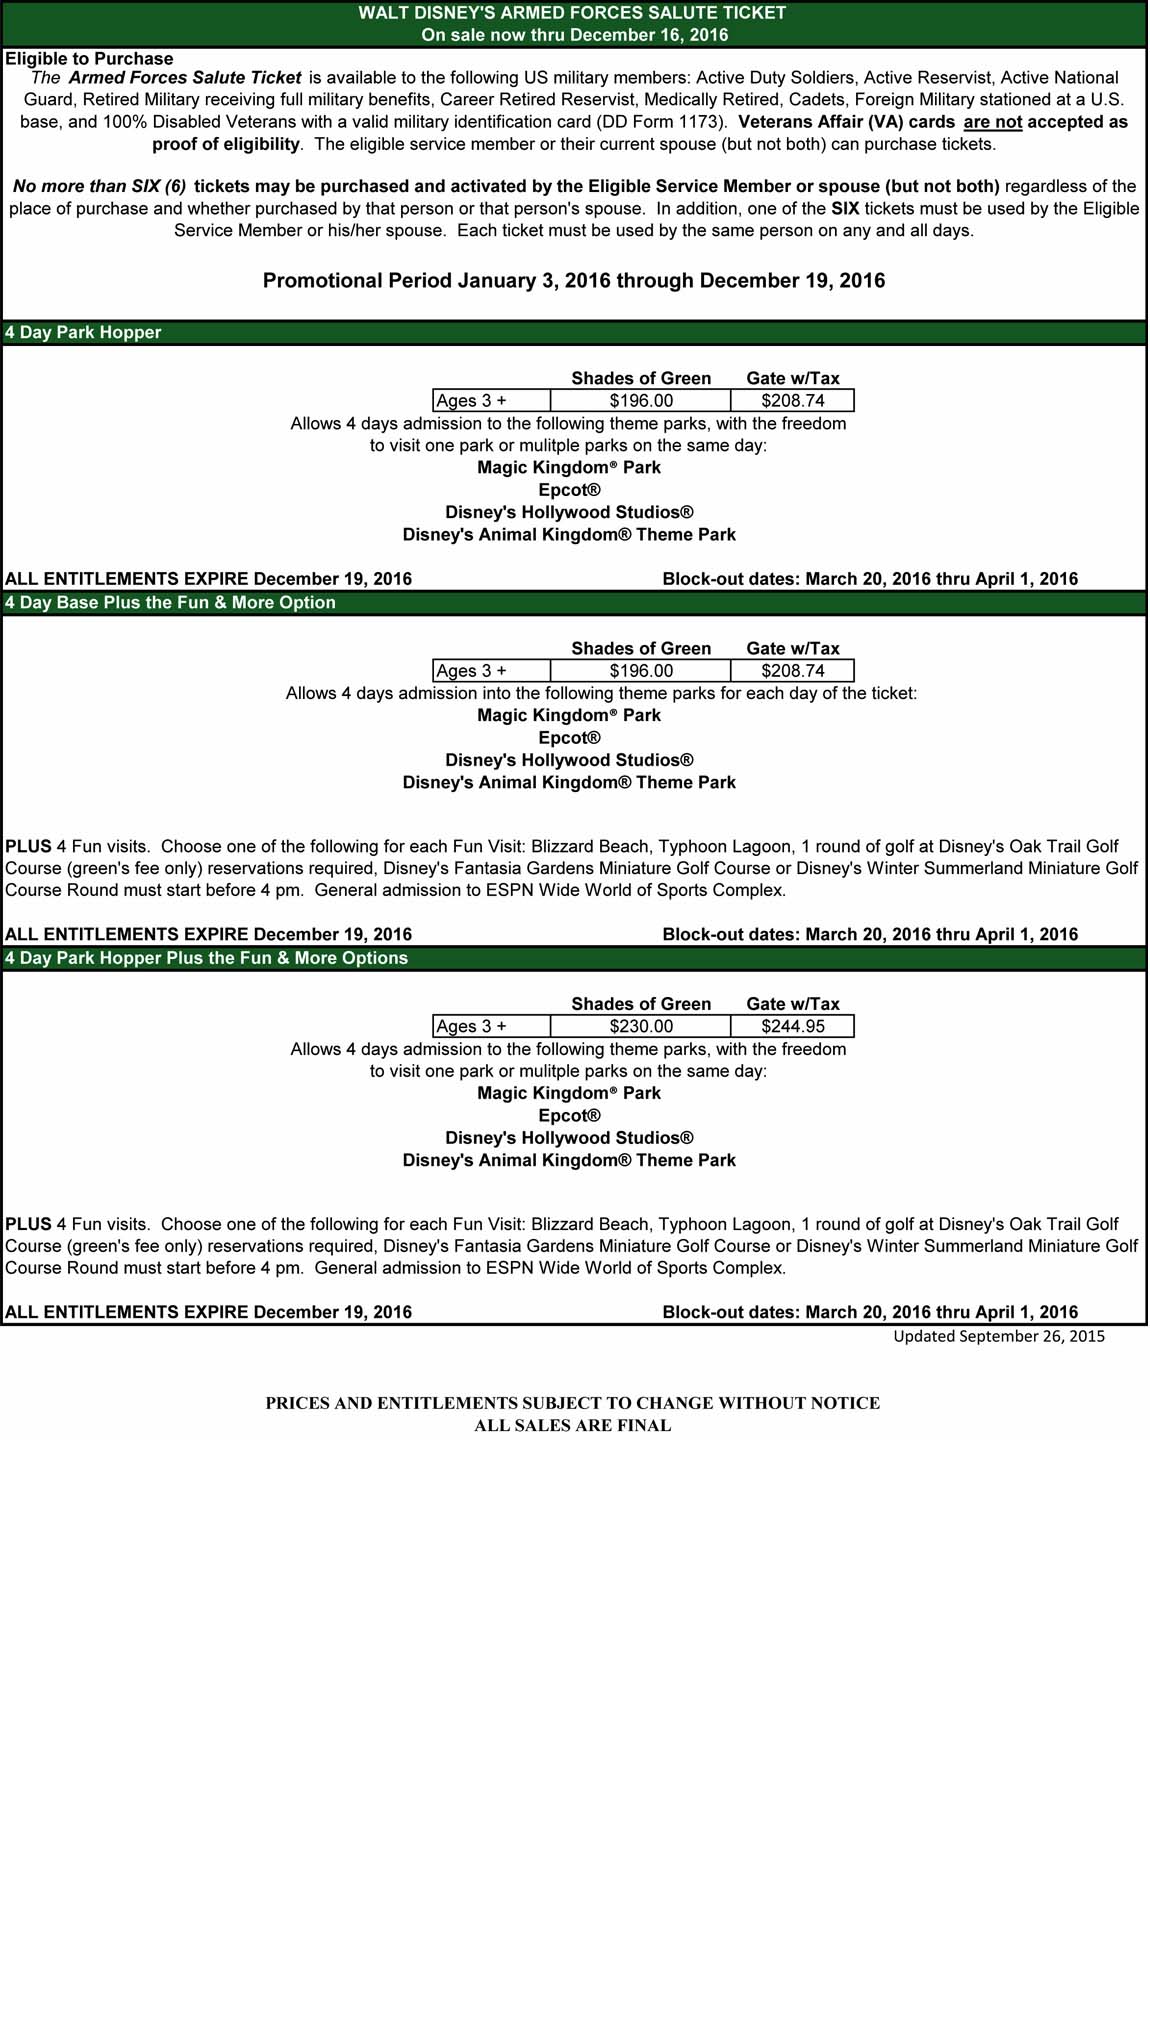 WALT DISNEY'S ARMED FORCES SALUTE TICKET
On sale now thru December 16, 2016
Eligible to Purchase
The Armed Forces Salute Ticket is available to the following US military members: Active Duty Soldiers, Active Reservist, Active National
Guard, Retired Military receiving full military benefits, Career Retired Reservist, Medically Retired, Cadets, Foreign Military stationed at a U.S.
base, and 100% Disabled Veterans with a valid military identification card (DD Form 1173). Veterans Affair (VA) cards are not accepted as
proof of eligibility. The eligible service member or their current spouse (but not both) can purchase tickets.
No more than SIX (6) tickets may be purchased and activated by the Eligible Service Member or spouse (but not both) regardless of the
place of purchase and whether purchased by that person or that person's spouse. In addition, one of the SIX tickets must be used by the Eligible
Service Member or his/her spouse. Each ticket must be used by the same person on any and all days.
Promotional Period January 3, 2016 through December 19, 2016
4 Day Park Hopper
Shades of Green Gate w/Tax
Ages 3 + $196.00 $208.74
Allows 4 days admission to the following theme parks, with the freedom
to visit one park or mulitple parks on the same day:
Magic Kingdom® Park
Epcot®
Disney's Hollywood Studios®
Disney's Animal Kingdom® Theme Park
ALL ENTITLEMENTS EXPIRE December 19, 2016 Block-out dates: March 20, 2016 thru April 1, 2016
4 Day Base Plus the Fun & More Option
Shades of Green Gate w/Tax
Ages 3 + $196.00 $208.74
Allows 4 days admission into the following theme parks for each day of the ticket:
Magic Kingdom® Park
Epcot®
Disney's Hollywood Studios®
Disney's Animal Kingdom® Theme Park
PLUS 4 Fun visits. Choose one of the following for each Fun Visit: Blizzard Beach, Typhoon Lagoon, 1 round of golf at Disney's Oak Trail Golf
Course (green's fee only) reservations required, Disney's Fantasia Gardens Miniature Golf Course or Disney's Winter Summerland Miniature Golf
Course Round must start before 4 pm. General admission to ESPN Wide World of Sports Complex.
ALL ENTITLEMENTS EXPIRE December 19, 2016 Block-out dates: March 20, 2016 thru April 1, 2016
4 Day Park Hopper Plus the Fun & More Options
Shades of Green Gate w/Tax
Ages 3 + $230.00 $244.95
Allows 4 days admission to the following theme parks, with the freedom
to visit one park or mulitple parks on the same day:
Magic Kingdom® Park
Epcot®
Disney's Hollywood Studios®
Disney's Animal Kingdom® Theme Park
PLUS 4 Fun visits. Choose one of the following for each Fun Visit: Blizzard Beach, Typhoon Lagoon, 1 round of golf at Disney's Oak Trail Golf
Course (green's fee only) reservations required, Disney's Fantasia Gardens Miniature Golf Course or Disney's Winter Summerland Miniature Golf
Course Round must start before 4 pm. General admission to ESPN Wide World of Sports Complex.
ALL ENTITLEMENTS EXPIRE December 19, 2016 Block-out dates: March 20, 2016 thru April 1, 2016
Updated September 26, 2015
PRICES AND ENTITLEMENTS SUBJECT TO CHANGE WITHOUT NOTICE
ALL SALES ARE FINAL